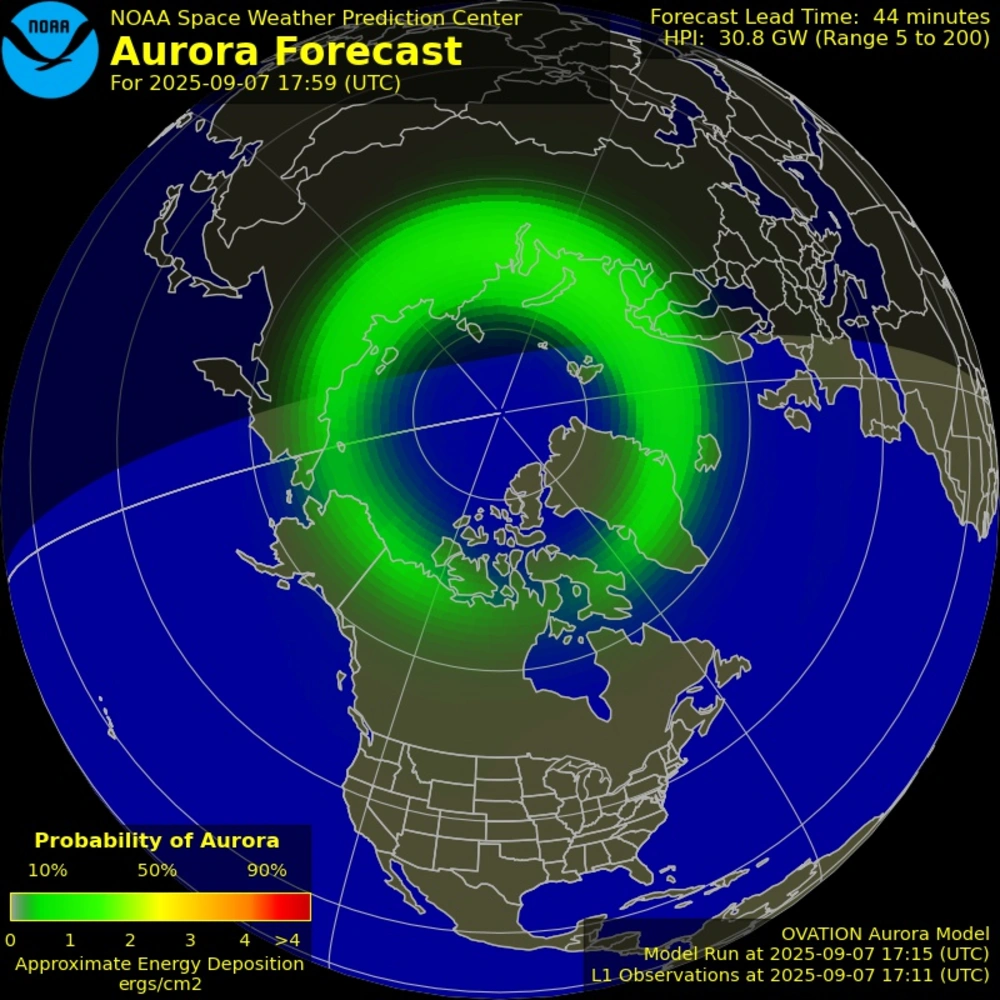 NOAA
NOAA Space Weather Prediction Center
Aurora Forecast
For 2025-09-07 17:59 (UTC)
Forecast Lead Time: 44 minutes
HPI: 30.8 GW (Range 5 to 200)
Probability of Aurora
10% 50% 90%
0 1 2 3 4 >4
Approximate Energy Deposition
ergs/cm2
OVATION Aurora Model
Model Run at 2025-09-07 17:15 (UTC)
L1 Observations at 2025-09-07 17:11 (UTC)